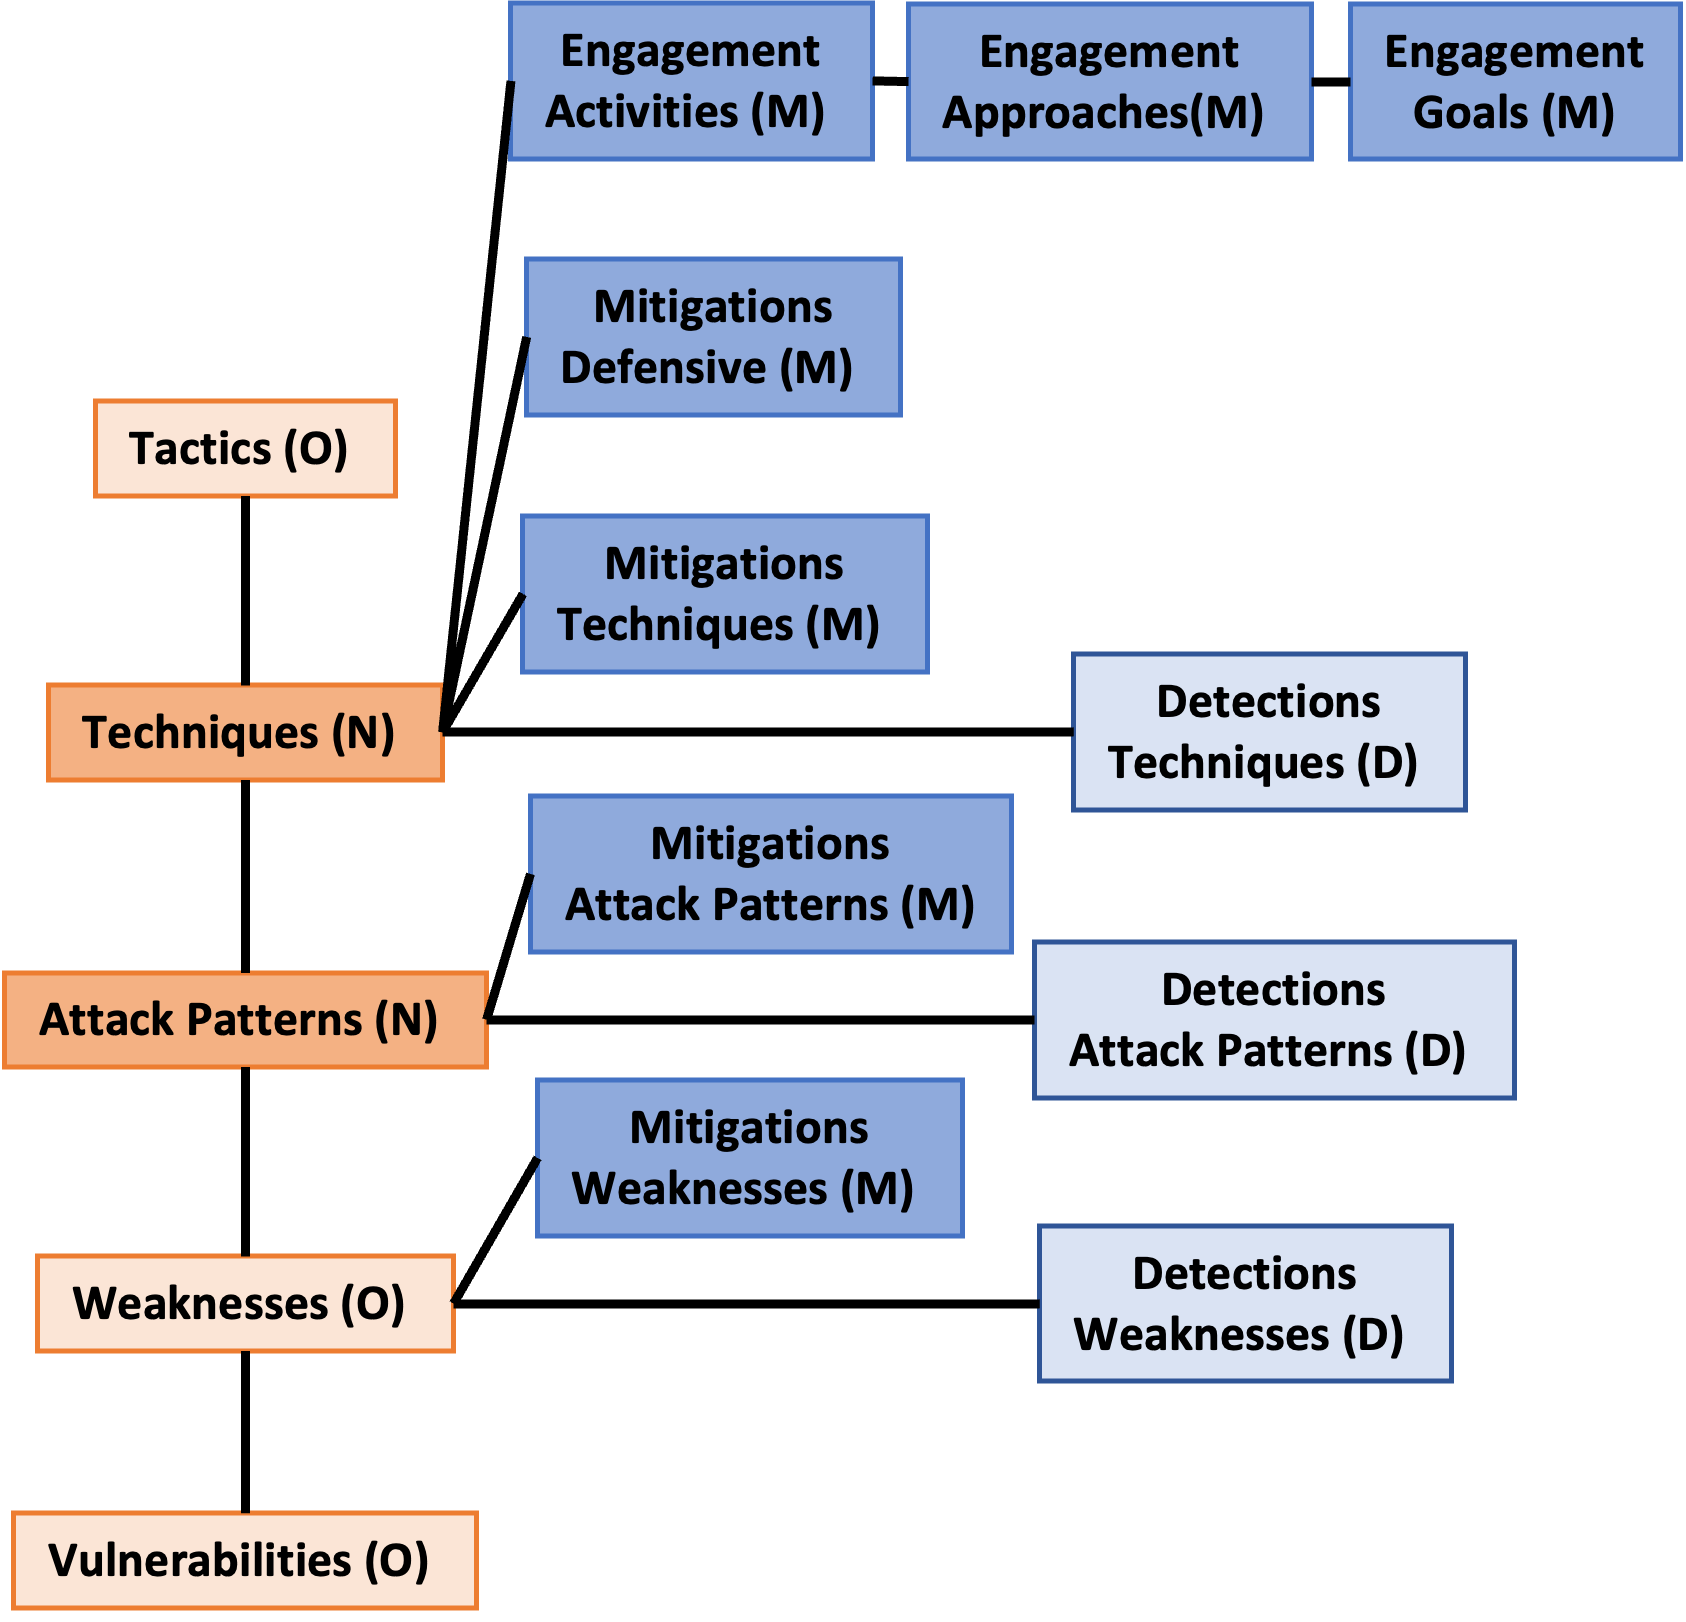 Engagement
Activities (M)
Engagement
Approaches(M)
Engagement
Goals (M)
Mitigations
Defensive (M)
Tactics (O)
Mitigations
Techniques (M)
Techniques (N)
Detections
Techniques (D)
Mitigations
Attack Patterns (M)
Attack Patterns (N)
Detections
Attack Patterns (D)
Mitigations
Weaknesses (M)
Weaknesses (O)
Detections
Weaknesses (D)
Vulnerabilities (O)